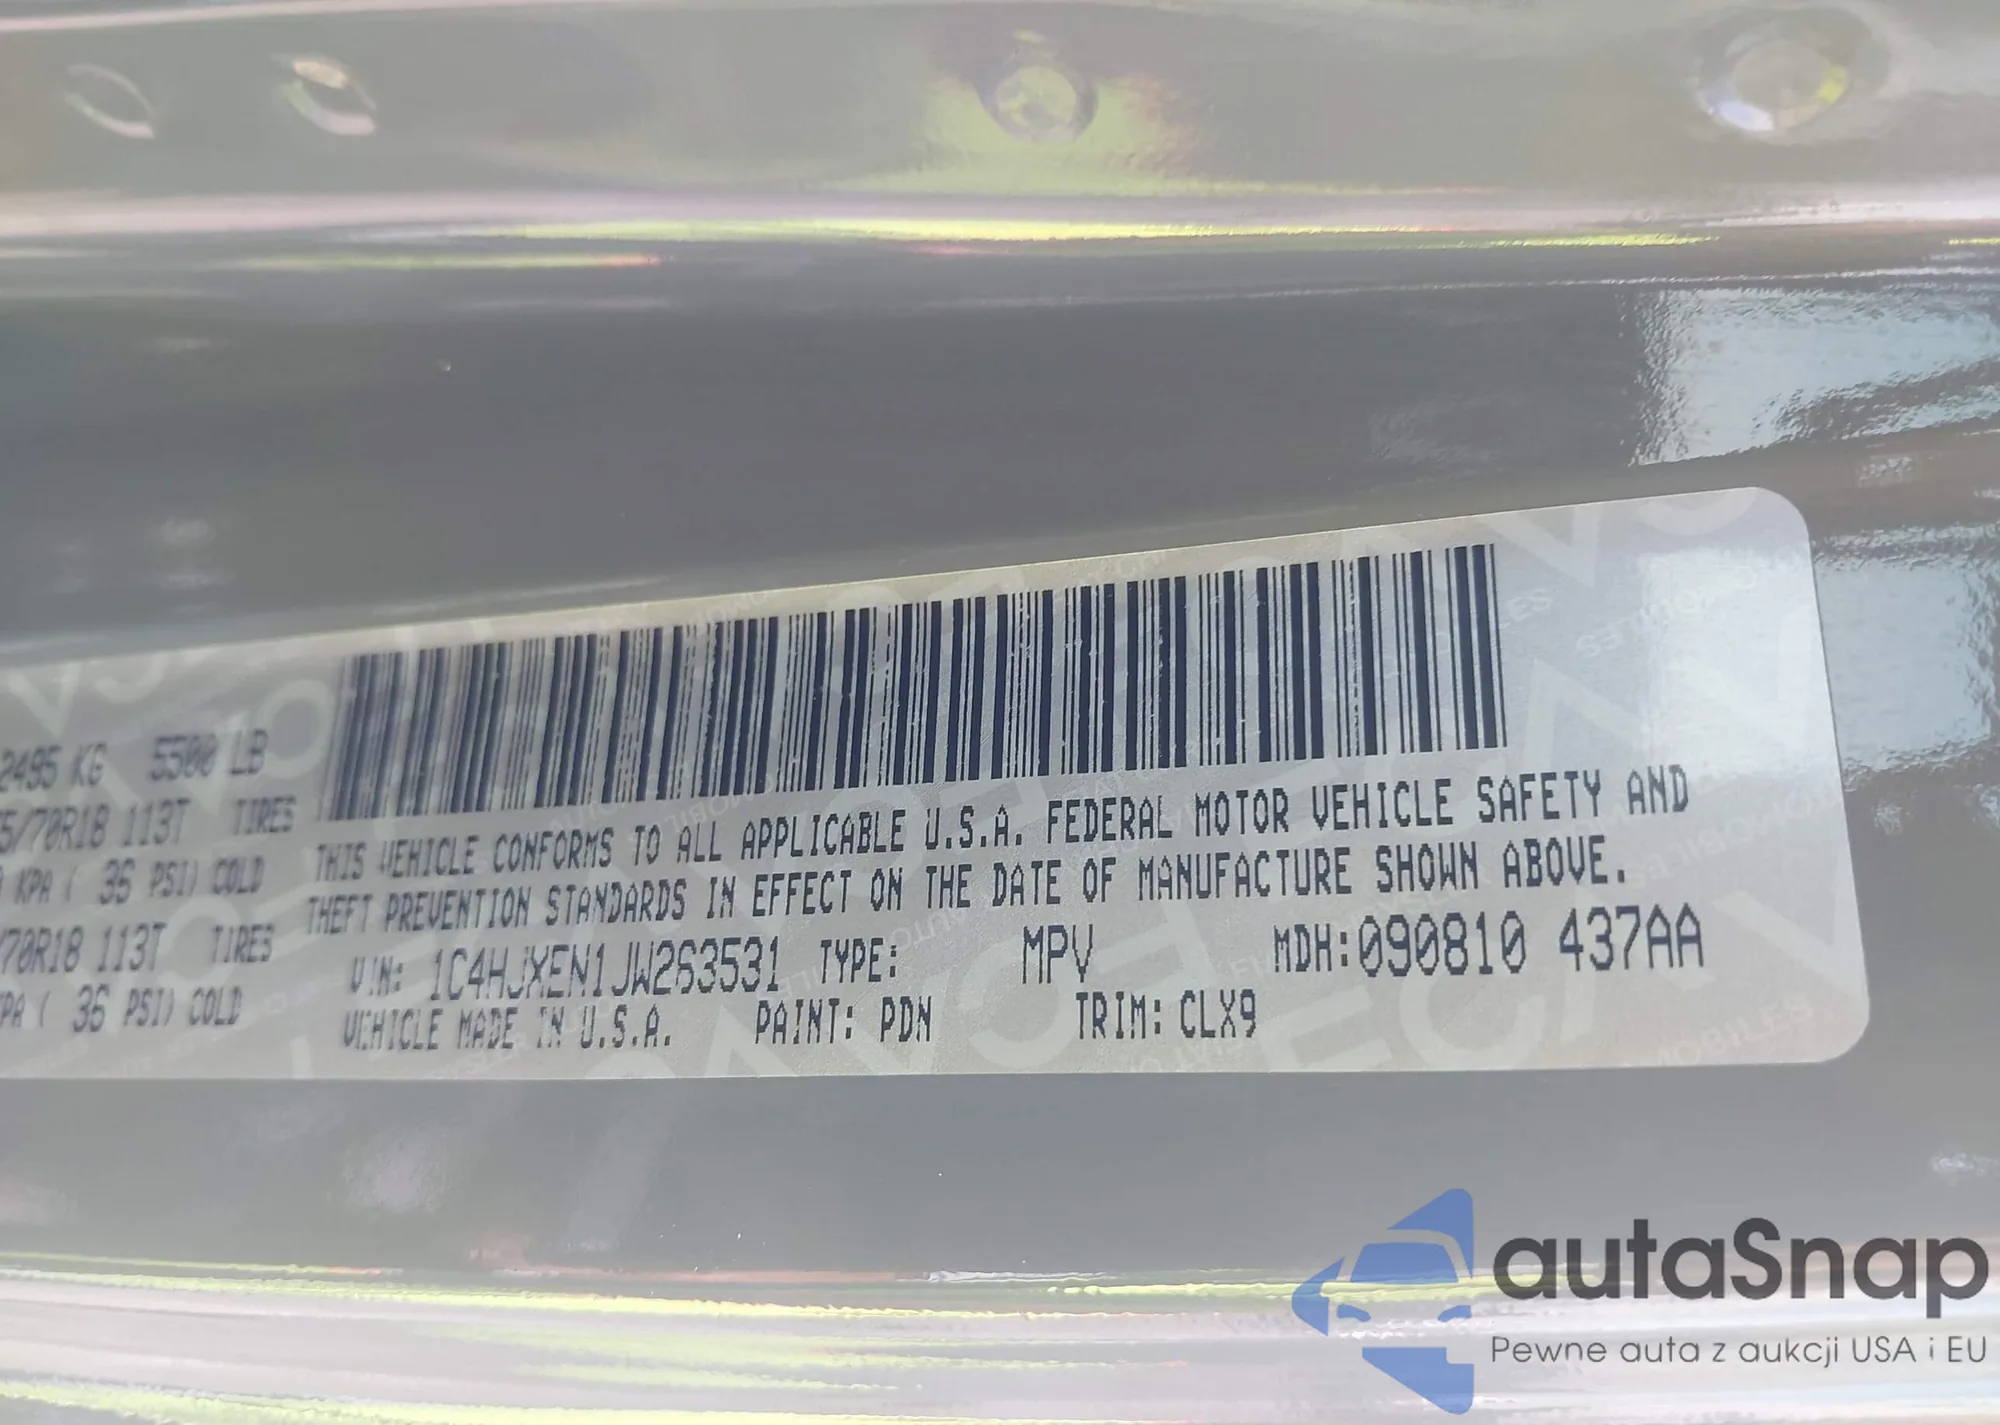 2495 KG 5500 LB
5/70R18 113T TIRES
KPA ( 36 PSI) COLD
/70R18 113T TIRES
PA ( 36 PSI) COLD
THIS VEHICLE CONFORMS TO ALL APPLICABLE U.S.A. FEDERAL MOTOR VEHICLE SAFETY AND
THEFT PREVENTION STANDARDS IN EFFECT ON THE DATE OF MANUFACTURE SHOWN ABOVE.
VIN: 1C4HJXEN1JW263531 TYPE: MPV MDH:090810 437AA
VEHICLE MADE IN U.S.A. PAINT: PDN TRIM: CLX9
autaSnap
Pewne auta z aukcji USA i EU